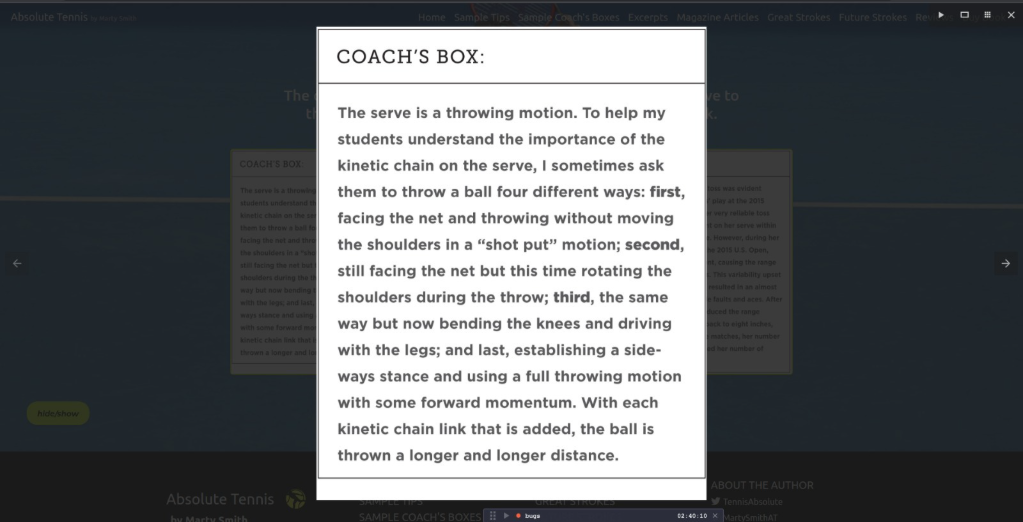 Absolute Tennis by Marty Smith
Home Sample Tips Sample Coach's Boxes Excerpts Magazine Articles Great Strokes Future Strokes
COACH'S BOX:
The serve is a throwing motion. To help my
students understand the importance of the
kinetic chain on the serve, I sometimes ask
them to throw a ball four different ways: first,
facing the net and throwing without moving
the shoulders in a “shot put” motion; second,
still facing the net but this time rotating the
shoulders during the throw; third, the same
way but now bending the knees and driving
with the legs; and last, establishing a side-
ways stance and using a full throwing motion
with some forward momentum. With each
kinetic chain link that is added, the ball is
thrown a longer and longer distance.
COACH'S BOX:
hide/show
Absolute Tennis
by Marty Smith
SAMPLE TIPS
SAMPLE COACH'S BOXES
GREAT STROKES
ABOUT THE AUTHOR
TennisAbsolute
MartySmithAT
bugs
02:40:10